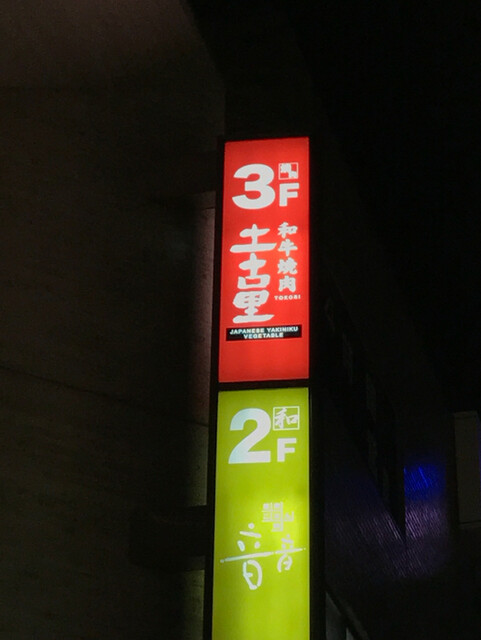 3F
和牛焼肉
土古里
TOKORI
JAPANESE YAKINIKU
VEGETABLE
2F
和
音音